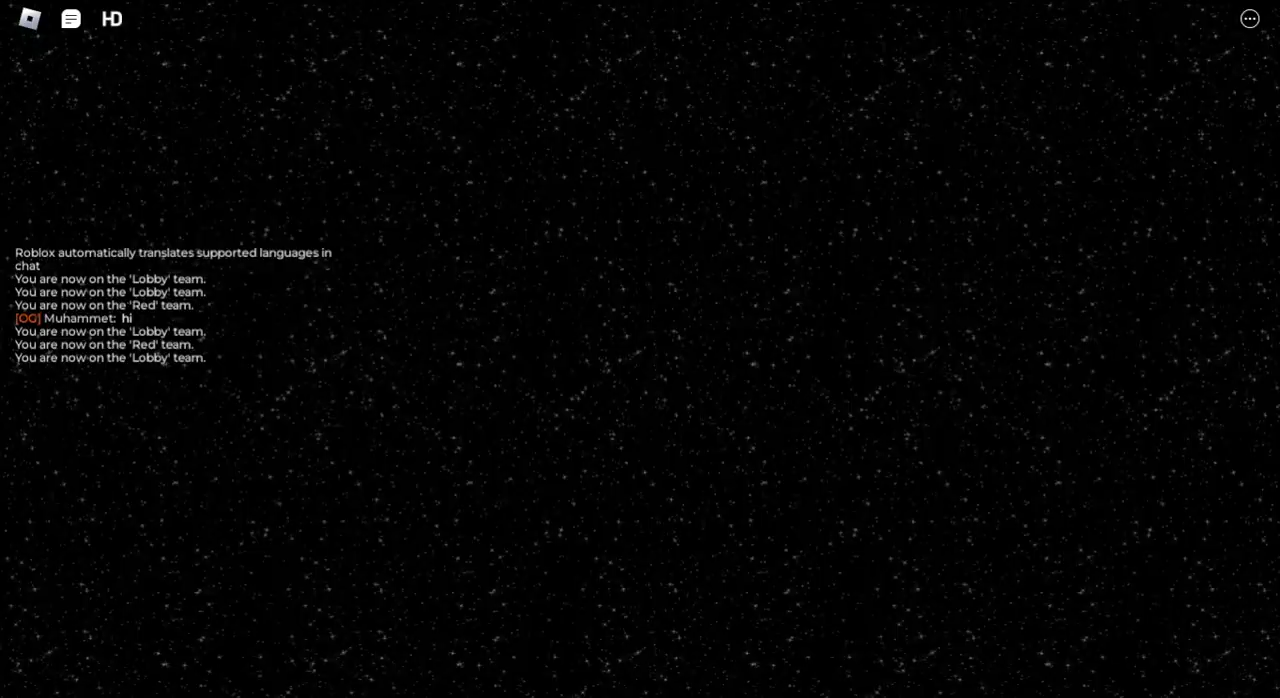 HD
Roblox automatically translates supported languages in
chat
You are now on the 'Lobby' team.
You are now on the 'Lobby' team.
You are now on the 'Red' team.
[OG] Muhammet: hi
You are now on the 'Lobby' team.
You are now on the 'Red' team.
You are now on the 'Lobby' team.